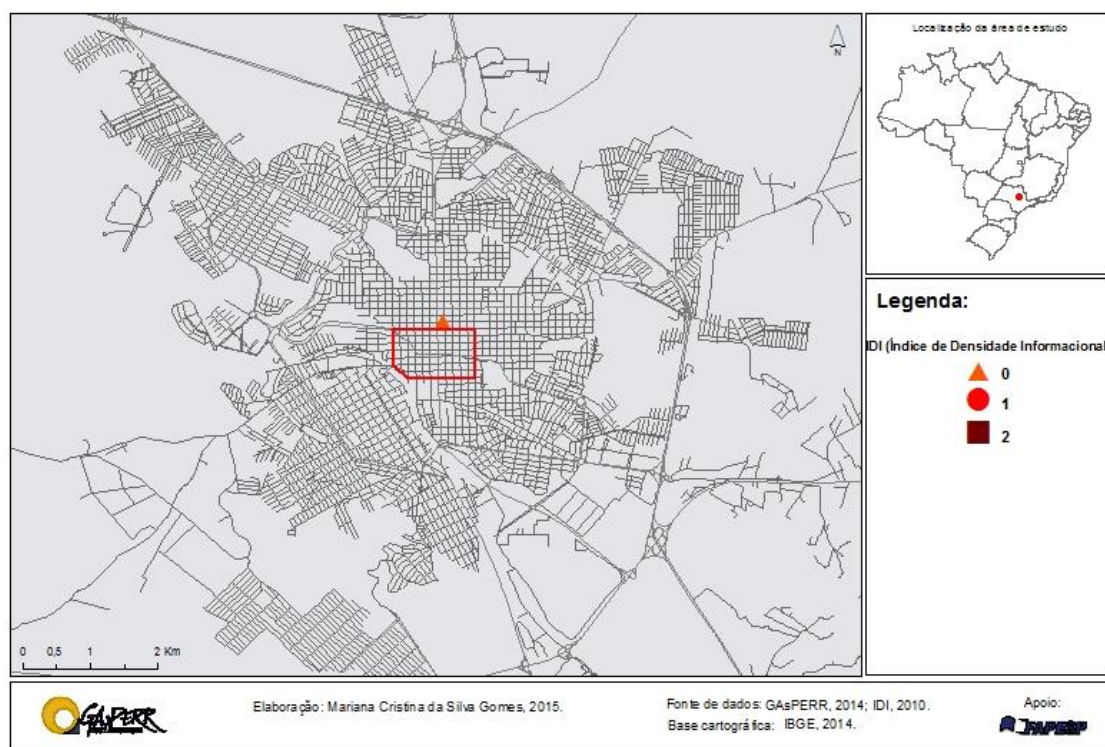 N
0 0,5 1 2 Km
Localização da área de estudo
Legenda:
IDI (Índice de Densidade Informacional
0
1
2
GAsPERR
Elaboração: Mariana Cristina da Silva Gomes, 2015.
Fonte de dados: GAsPERR, 2014; IDI, 2010.
Base cartográfica: IBGE, 2014.
Apoio:
FAPESP